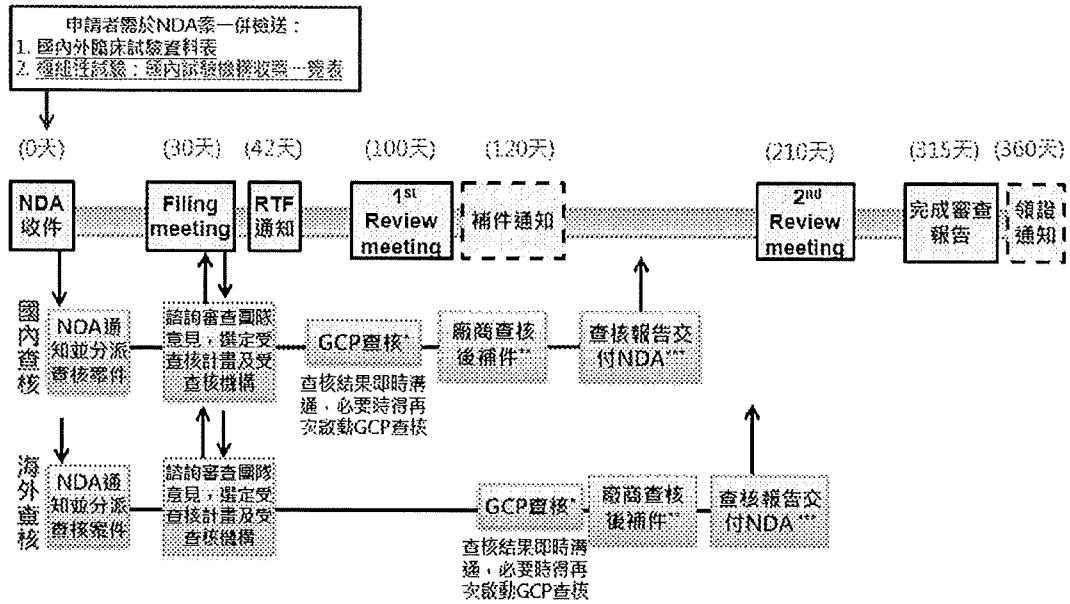 申請者需於NDA案一併檢送：
1. 國內外臨床試驗資料表
2. 樞紐性試驗：國內試驗機構收案一覽表
(0天)
(30天)
(42天)
(100天)
(120天)
(210天)
(315天)
(360天)
NDA
收件
Filing
meeting
RTF
通知
1st
Review
meeting
補件通知
2nd
Review
meeting
完成審查
報告
領證
通知
國內查核
NDA通
知並分派
查核案件
諮詢審查團隊
意見，選定受
查核計畫及受
查核機構
GCP查核*
查核結果即時溝
通，必要時得再
次啟動GCP查核
廠商查核
後補件**
查核報告交
付NDA***
海外查核
NDA通
知並分派
查核案件
諮詢審查團隊
意見，選定受
查核計畫及受
查核機構
GCP查核*
查核結果即時溝
通，必要時得再
次啟動GCP查核
廠商查核
後補件**
查核報告交
付NDA***